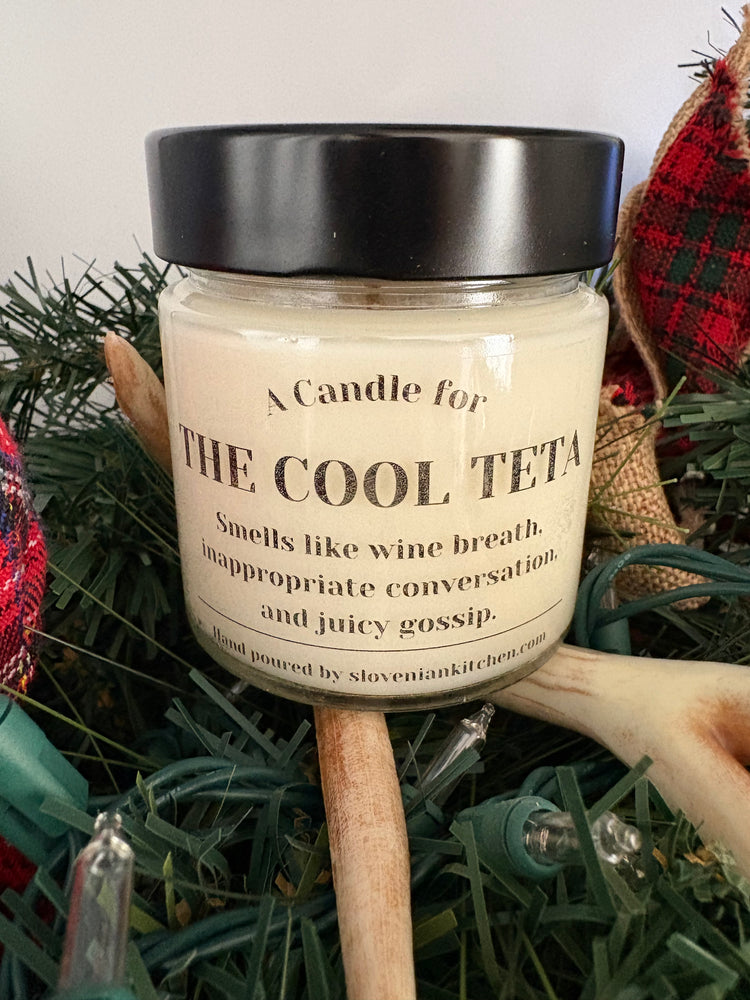 A Candle for
THE COOL TETA
Smells like wine breath,
inappropriate conversation,
and juicy gossip.
Hand poured by sloveniankitchen.com